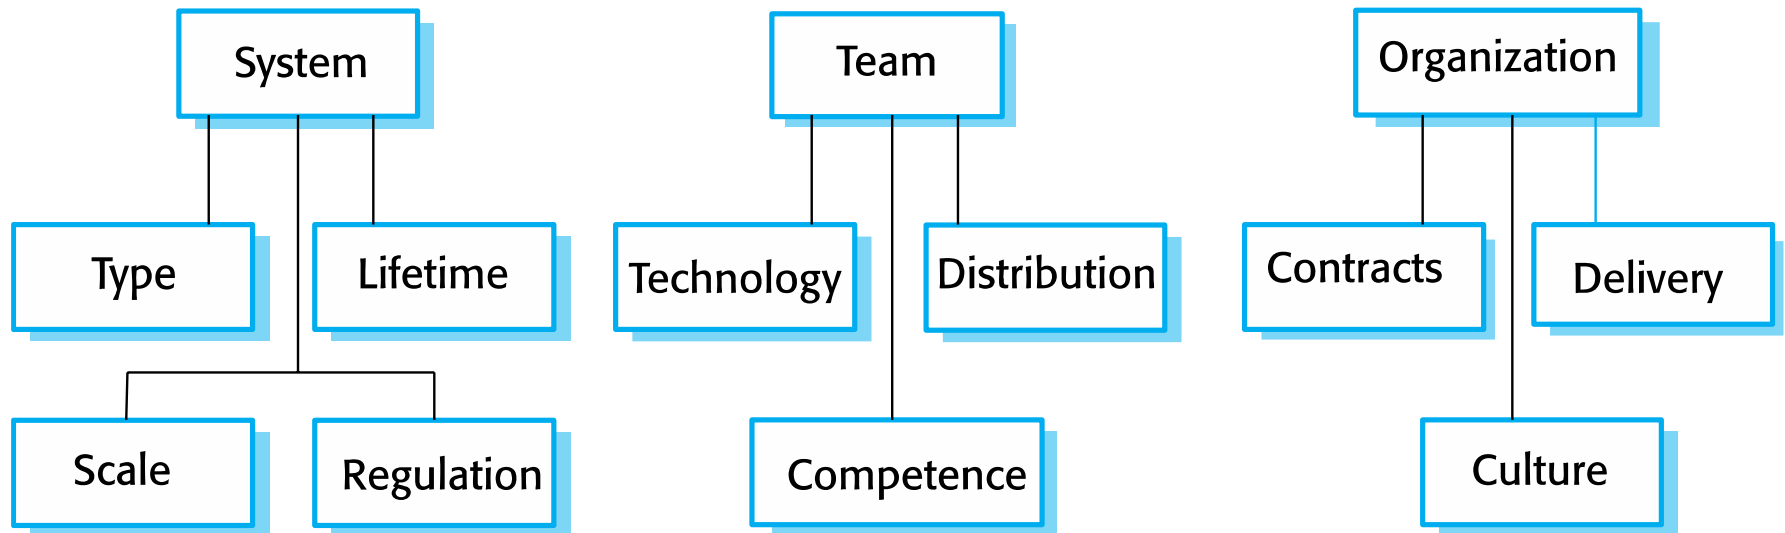 System
Team
Organization
Type
Lifetime
Technology
Distribution
Contracts
Delivery
Scale
Regulation
Competence
Culture